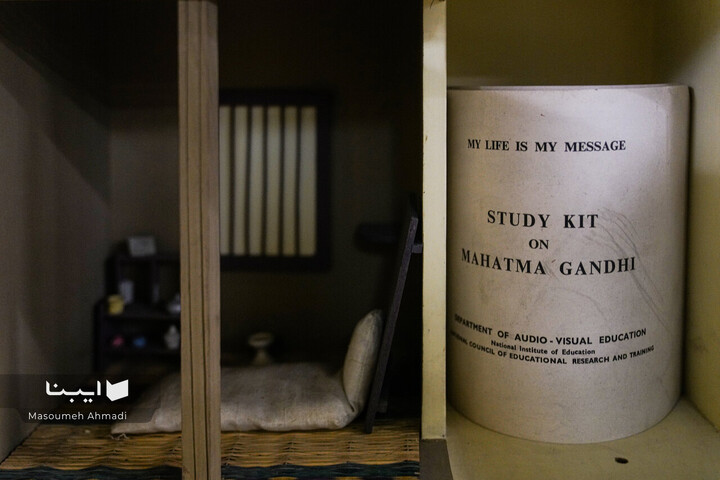 MY LIFE IS MY MESSAGE
STUDY KIT
ON
MAHATMA GANDHI
DEPARTMENT OF AUDIO-VISUAL EDUCATION
National Institute of Education
COUNCIL OF EDUCATIONAL RESEARCH AND TRAINING
ایبنا
Masoumeh Ahmadi